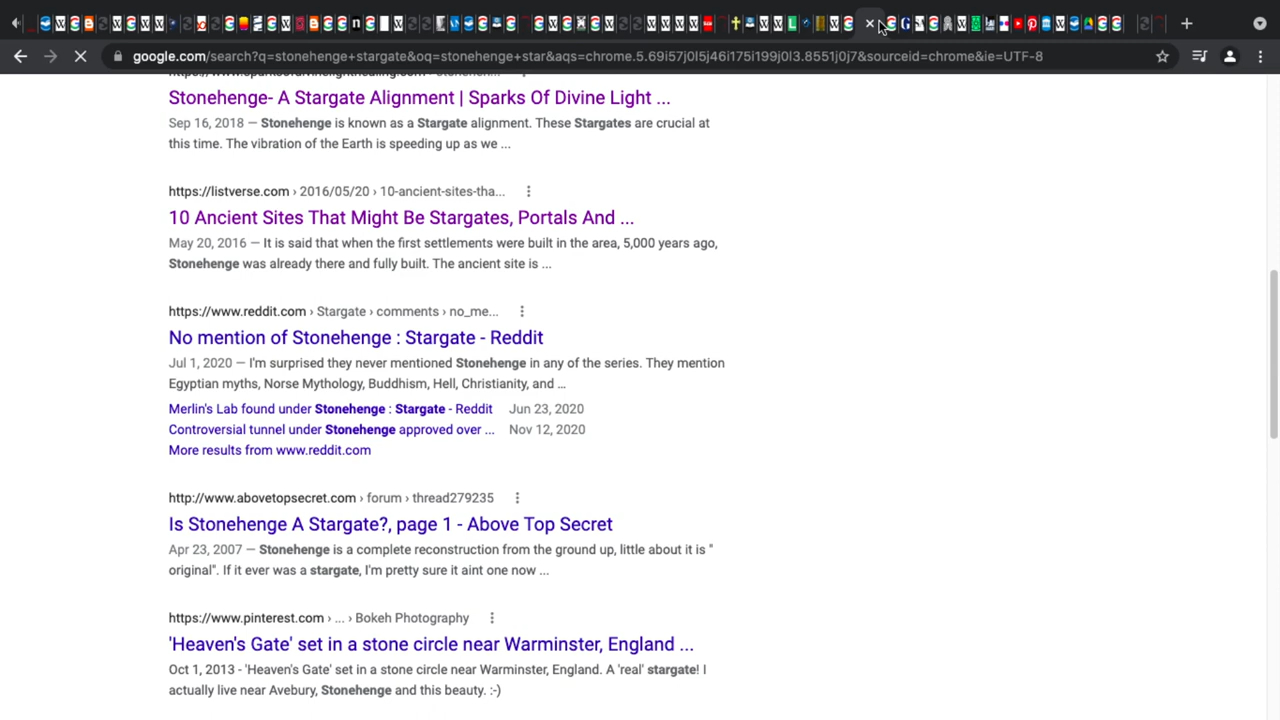 google.com/search?q=stonehenge+stargate&oq=stonehenge+star&aqs=chrome.5.69i57j0l5j46i175i199j0l3.8551j0j7&sourceid=chrome&ie=UTF-8
Stonehenge- A Stargate Alignment | Sparks Of Divine Light ...
Sep 16, 2018 — Stonehenge is known as a Stargate alignment. These Stargates are crucial at
this time. The vibration of the Earth is speeding up as we ...
https://listverse.com › 2016/05/20 › 10-ancient-sites-tha...
10 Ancient Sites That Might Be Stargates, Portals And ...
May 20, 2016 — It is said that when the first settlements were built in the area, 5,000 years ago,
Stonehenge was already there and fully built. The ancient site is ...
https://www.reddit.com › Stargate › comments › no_me...
No mention of Stonehenge : Stargate - Reddit
Jul 1, 2020 — I'm surprised they never mentioned Stonehenge in any of the series. They mention
Egyptian myths, Norse Mythology, Buddhism, Hell, Christianity, and ...
Merlin's Lab found under Stonehenge : Stargate - Reddit Jun 23, 2020
Controversial tunnel under Stonehenge approved over ... Nov 12, 2020
More results from www.reddit.com
http://www.abovetopsecret.com › forum › thread279235
Is Stonehenge A Stargate?, page 1 - Above Top Secret
Apr 23, 2007 — Stonehenge is a complete reconstruction from the ground up, little about it is "
original". If it ever was a stargate, I'm pretty sure it aint one now ...
https://www.pinterest.com › ... › Bokeh Photography
'Heaven's Gate' set in a stone circle near Warminster, England ...
Oct 1, 2013 - 'Heaven's Gate' set in a stone circle near Warminster, England. A 'real' stargate! I
actually live near Avebury, Stonehenge and this beauty. :-)